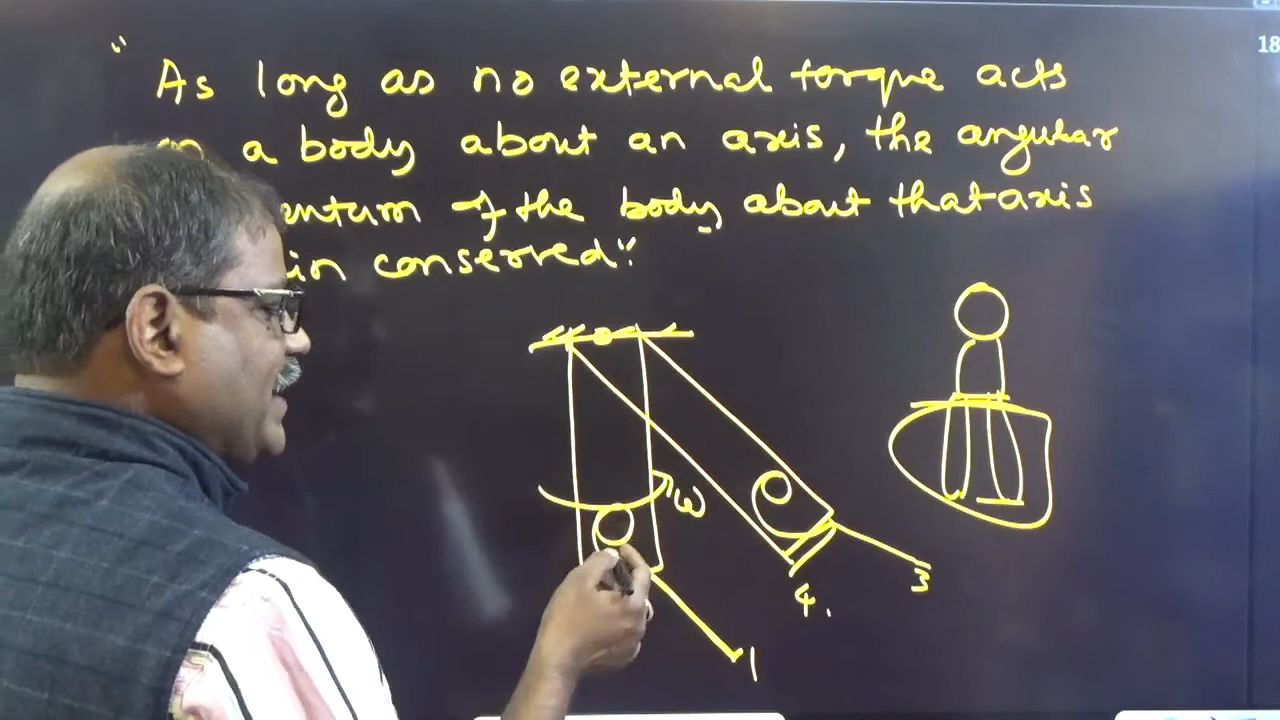 " As long as no external torque acts
on a body about an axis, the angular
entum of the body about that axis
in conserved".
18
ω
3
4.
1